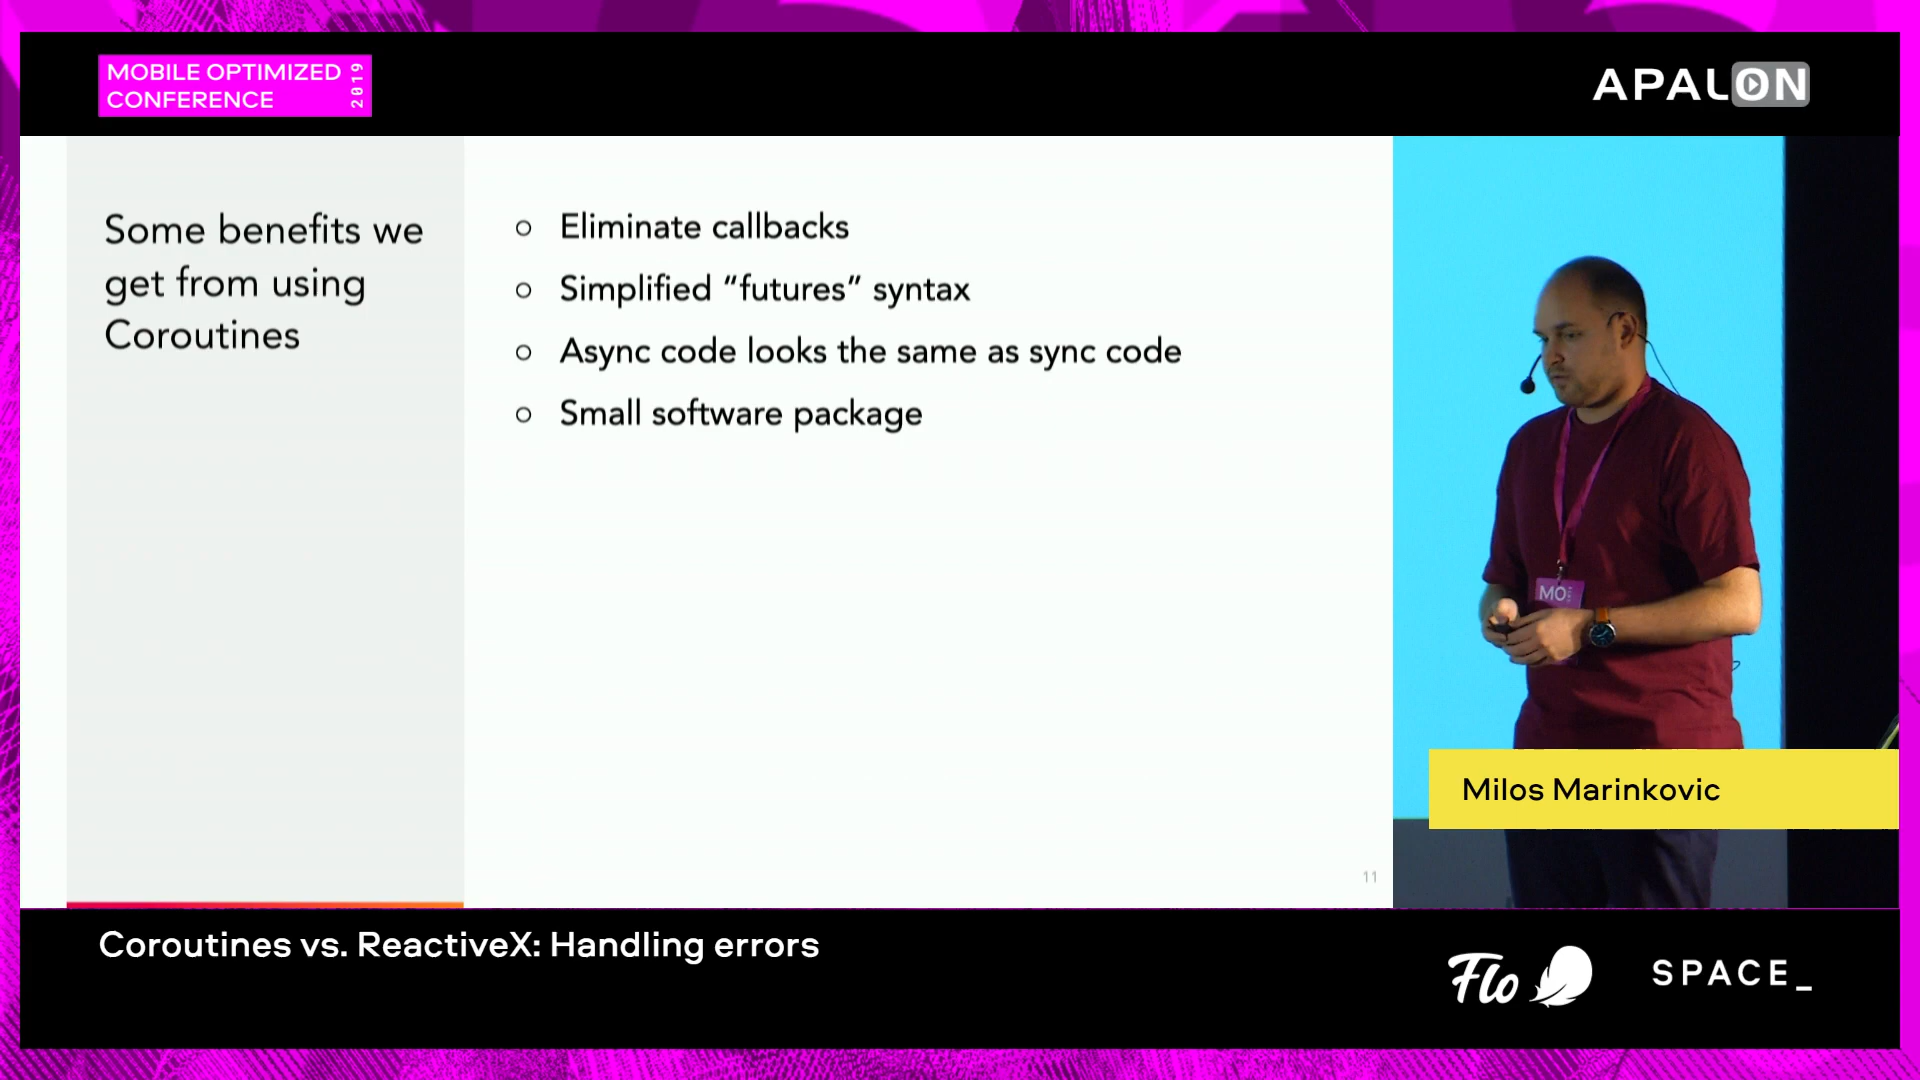 MOBILE OPTIMIZED
CONFERENCE
2019
APALON
Some benefits we
get from using
Coroutines
Eliminate callbacks
Simplified “futures” syntax
Async code looks the same as sync code
Small software package
11
MO
Milos Marinkovic
Coroutines vs. ReactiveX: Handling errors
Flo
SPACE_